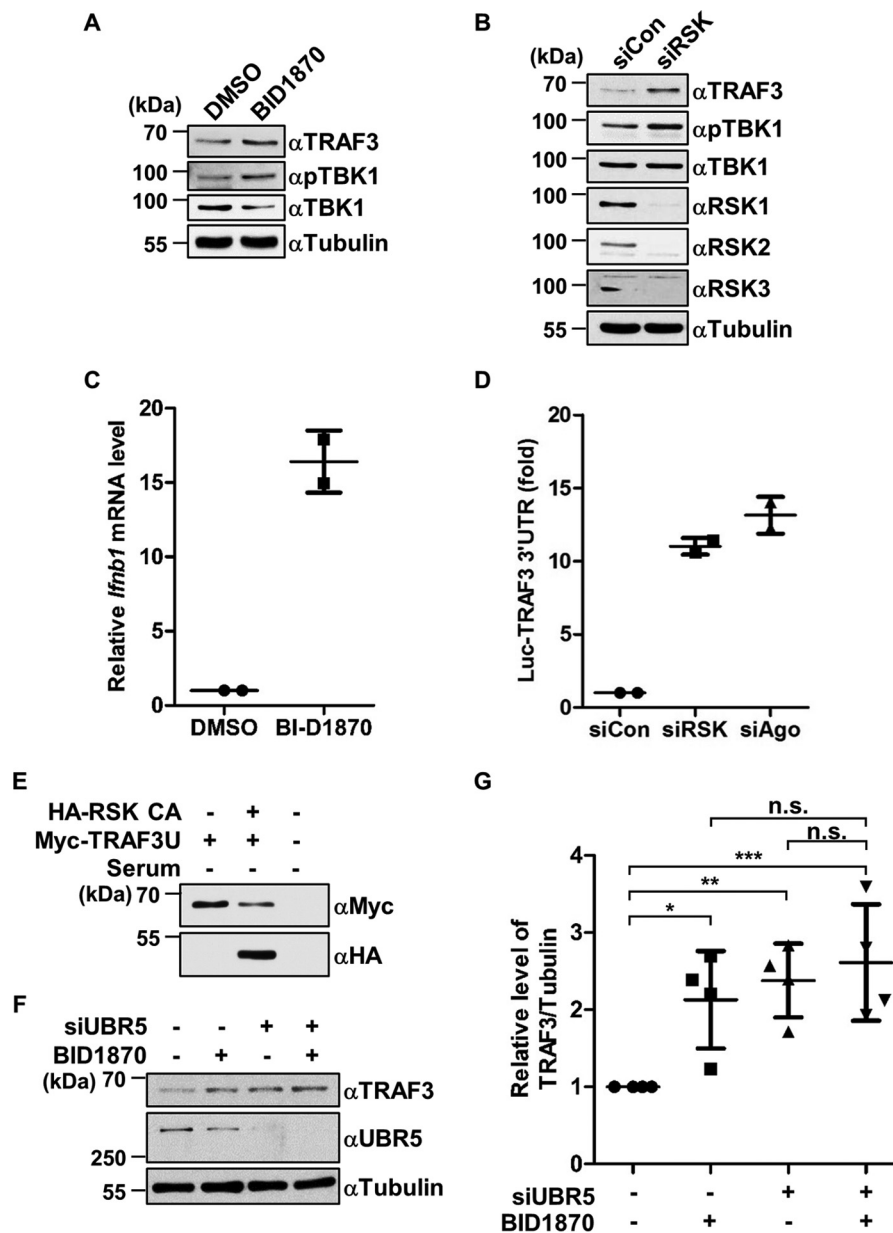 A
(kDa)
DMSO
BID1870
70
αTRAF3
100
αpTBK1
100
αTBK1
55
αTubulin
B
(kDa)
siCon
siRSK
70
αTRAF3
100
αpTBK1
100
αTBK1
100
αRSK1
100
αRSK2
100
αRSK3
55
αTubulin
C
Relative Ifnb1 mRNA level
20
15
10
5
0
DMSO
BI-D1870
D
Luc-TRAF3 3'UTR (fold)
20
15
10
5
0
siCon
siRSK
siAgo
E
HA-RSK CA - + -
Myc-TRAF3U + + -
Serum - - -
(kDa)
70
αMyc
55
αHA
F
siUBR5 - - + +
BID1870 - + - +
(kDa)
70
αTRAF3
αUBR5
250
55
αTubulin
G
n.s.
n.s.
***
**
*
Relative level of
TRAF3/Tubulin
4
3
2
1
0
siUBR5 - - + +
BID1870 - + - +